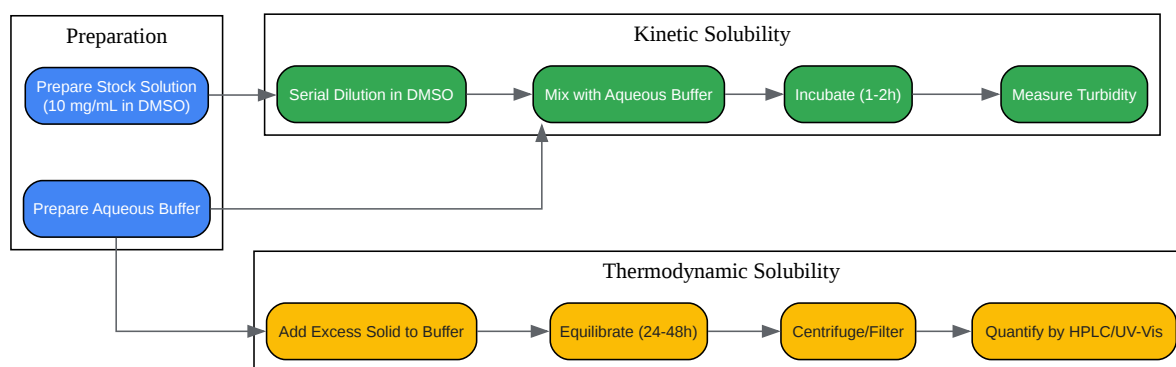 Preparation
Prepare Stock Solution
(10 mg/mL in DMSO)
Prepare Aqueous Buffer
Kinetic Solubility
Serial Dilution in DMSO
Mix with Aqueous Buffer
Incubate (1-2h)
Measure Turbidity
Thermodynamic Solubility
Add Excess Solid to Buffer
Equilibrate (24-48h)
Centrifuge/Filter
Quantify by HPLC/UV-Vis